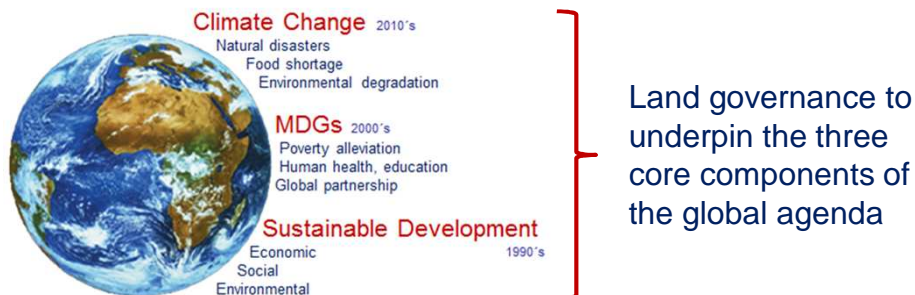 Climate Change 2010´s
Natural disasters
Food shortage
Environmental degradation
MDGs 2000´s
Poverty alleviation
Human health, education
Global partnership
Sustainable Development
Economic 1990´s
Social
Environmental
Land governance to
underpin the three
core components of
the global agenda